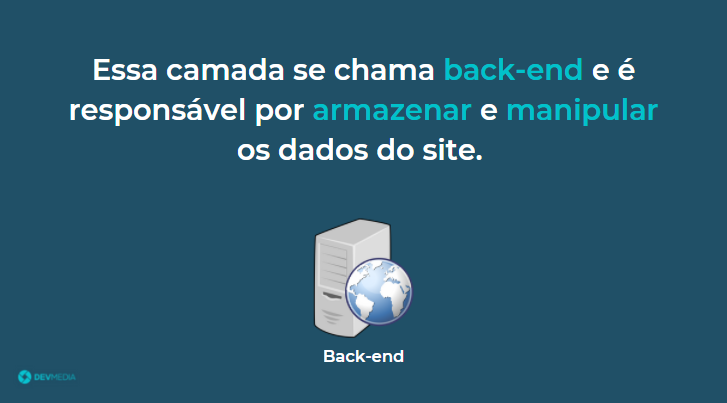 Essa camada se chama back-end e é
responsável por armazenar e manipular
os dados do site.
Back-end
DEVMEDIA